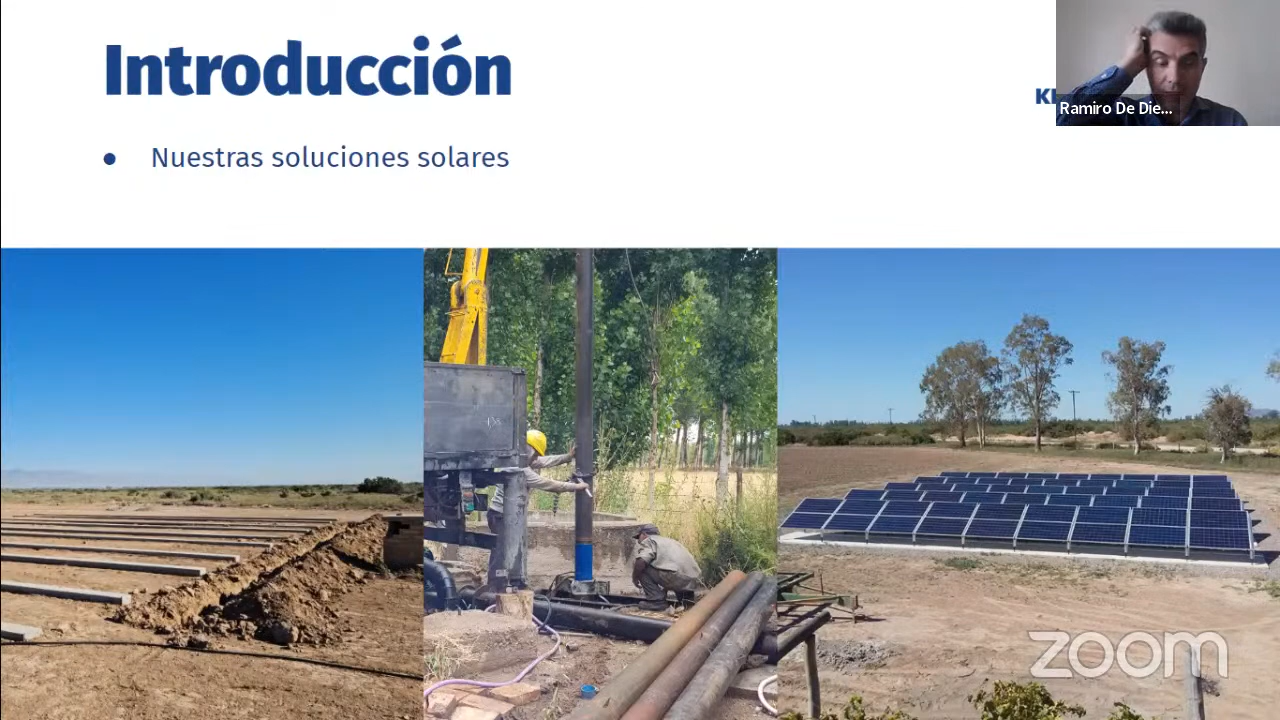 Introducción
Ramiro De Die...
● Nuestras soluciones solares
zoom